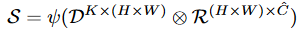 𝒮 = ψ(𝒟^{K×(H×W)} ⊗ ℛ^{(H×W)×Ĉ})